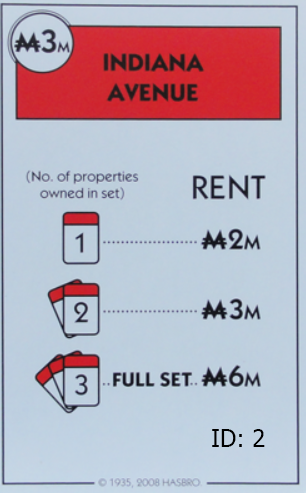 ₩3M
INDIANA
AVENUE
(No. of properties
owned in set)
RENT
1 ₩2M
2 ₩3M
3 FULL SET ₩6M
ID: 2
© 1935, 2008 HASBRO.